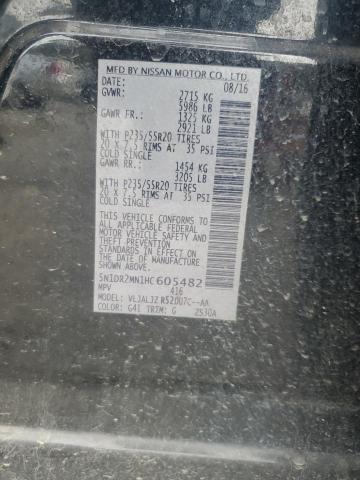 MFD BY NISSAN MOTOR CO., LTD.
DATE: 08/16
GVWR: 2715 KG
5986 LB
GAWR FR.: 1325 KG
2921 LB
WITH P235/55R20 TIRES
20 X 7.5 RIMS AT 35 PSI
COLD SINGLE
GAWR RR.: 1454 KG
3205 LB
WITH P235/55R20 TIRES
20 X 7.5 RIMS AT 35 PSI
COLD SINGLE
THIS VEHICLE CONFORMS TO
ALL APPLICABLE FEDERAL
MOTOR VEHICLE SAFETY
AND THEFT PREVENTION
STANDARDS IN EFFECT ON
THE DATE OF MANUFACTURE
SHOWN ABOVE
5N1DR2MN1HC605482
MPV 416
MODEL: VLJALJZ R52DU7C--AA
COLOR: G41 TRIM: G 2530A